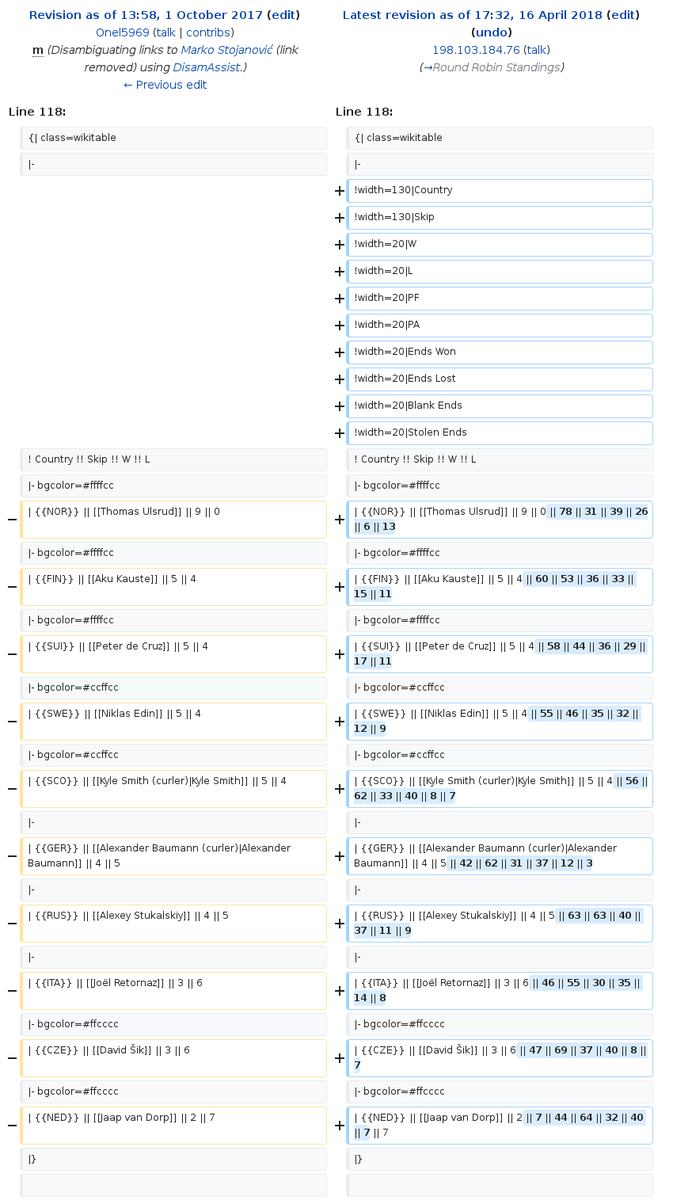 Revision as of 13:58, 1 October 2017 (edit)
Onel5969 (talk | contribs)
m (Disambiguating links to Marko Stojanović (link
removed) using DisamAssist.)
← Previous edit
Latest revision as of 17:32, 16 April 2018 (edit)
(undo)
198.103.184.76 (talk)
(→Round Robin Standings)
Line 118:
Line 118:
{| class=wikitable
{| class=wikitable
|-
|-
+ !width=130|Country
+ !width=130|Skip
+ !width=20|W
+ !width=20|L
+ !width=20|PF
+ !width=20|PA
+ !width=20|Ends Won
+ !width=20|Ends Lost
+ !width=20|Blank Ends
+ !width=20|Stolen Ends
! Country !! Skip !! W !! L
! Country !! Skip !! W !! L
|- bgcolor=#ffffcc
|- bgcolor=#ffffcc
− | {{NOR}} || [[Thomas Ulsrud]] || 9 || 0
+ | {{NOR}} || [[Thomas Ulsrud]] || 9 || 0 || 78 || 31 || 39 || 26
|| 6 || 13
|- bgcolor=#ffffcc
|- bgcolor=#ffffcc
− | {{FIN}} || [[Aku Kauste]] || 5 || 4
+ | {{FIN}} || [[Aku Kauste]] || 5 || 4 || 60 || 53 || 36 || 33 ||
15 || 11
|- bgcolor=#ffffcc
|- bgcolor=#ffffcc
− | {{SUI}} || [[Peter de Cruz]] || 5 || 4
+ | {{SUI}} || [[Peter de Cruz]] || 5 || 4 || 58 || 44 || 36 || 29 ||
17 || 11
|- bgcolor=#ccffcc
|- bgcolor=#ccffcc
− | {{SWE}} || [[Niklas Edin]] || 5 || 4
+ | {{SWE}} || [[Niklas Edin]] || 5 || 4 || 55 || 46 || 35 || 32 ||
12 || 9
|- bgcolor=#ccffcc
|- bgcolor=#ccffcc
− | {{SCO}} || [[Kyle Smith (curler)|Kyle Smith]] || 5 || 4
+ | {{SCO}} || [[Kyle Smith (curler)|Kyle Smith]] || 5 || 4 || 56 ||
62 || 33 || 40 || 8 || 7
|-
|-
− | {{GER}} || [[Alexander Baumann (curler)|Alexander
Baumann]] || 4 || 5
+ | {{GER}} || [[Alexander Baumann (curler)|Alexander
Baumann]] || 4 || 5 || 42 || 62 || 31 || 37 || 12 || 3
|-
|-
− | {{RUS}} || [[Alexey Stukalskiy]] || 4 || 5
+ | {{RUS}} || [[Alexey Stukalskiy]] || 4 || 5 || 63 || 63 || 40 ||
37 || 11 || 9
|-
|-
− | {{ITA}} || [[Joël Retornaz]] || 3 || 6
+ | {{ITA}} || [[Joël Retornaz]] || 3 || 6 || 46 || 55 || 30 || 35 ||
14 || 8
|- bgcolor=#ffcccc
|- bgcolor=#ffcccc
− | {{CZE}} || [[David Šik]] || 3 || 6
+ | {{CZE}} || [[David Šik]] || 3 || 6 || 47 || 69 || 37 || 40 || 8 ||
7
|- bgcolor=#ffcccc
|- bgcolor=#ffcccc
− | {{NED}} || [[Jaap van Dorp]] || 2 || 7
+ | {{NED}} || [[Jaap van Dorp]] || 2 || 7 || 44 || 64 || 32 || 40
|| 7 || 7
|}
|}